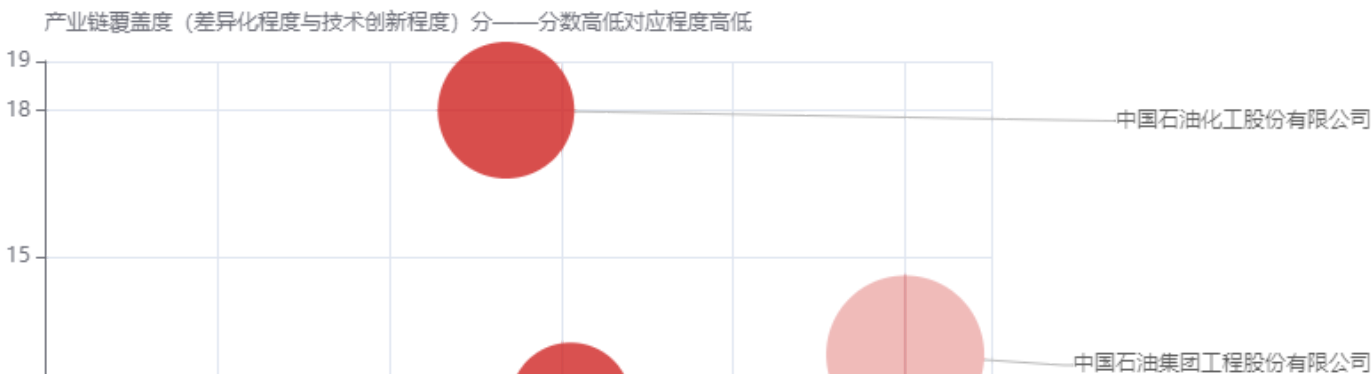 产业链覆盖度（差异化程度与技术创新程度）分——分数高低对应程度高低
19
18
中国石油化工股份有限公司
15
中国石油集团工程股份有限公司